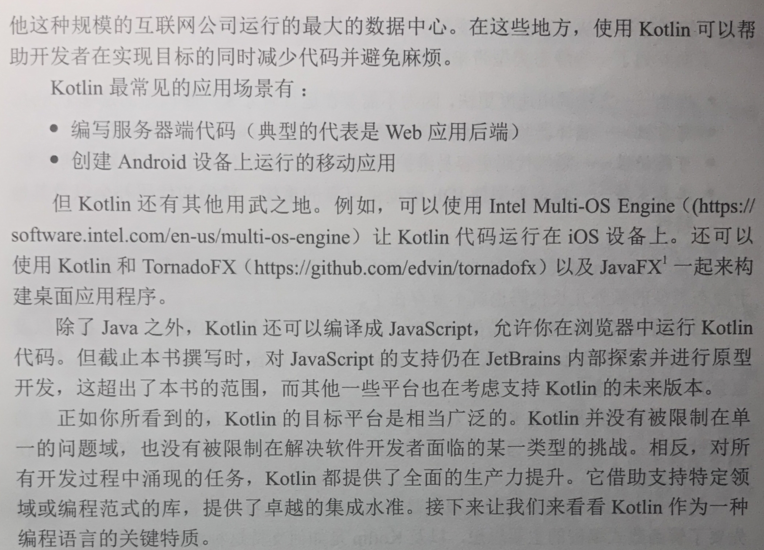 他这种规模的互联网公司运行的最大的数据中心。在这些地方，使用 Kotlin 可以帮
助开发者在实现目标的同时减少代码并避免麻烦。
Kotlin 最常见的应用场景有：
• 编写服务器端代码（典型的代表是 Web 应用后端）
• 创建 Android 设备上运行的移动应用
但 Kotlin 还有其他用武之地。例如，可以使用 Intel Multi-OS Engine（(https://
software.intel.com/en-us/multi-os-engine）让 Kotlin 代码运行在 iOS 设备上。还可以
使用 Kotlin 和 TornadoFX（https://github.com/edvin/tornadofx）以及 JavaFX¹ 一起来构
建桌面应用程序。
除了 Java 之外，Kotlin 还可以编译成 JavaScript，允许你在浏览器中运行 Kotlin
代码。但截止本书撰写时，对 JavaScript 的支持仍在 JetBrains 内部探索并进行原型
开发，这超出了本书的范围，而其他一些平台也在考虑支持 Kotlin 的未来版本。
正如你所看到的，Kotlin 的目标平台是相当广泛的。Kotlin 并没有被限制在单
一的问题域，也没有被限制在解决软件开发者面临的某一类型的挑战。相反，对所
有开发过程中涌现的任务，Kotlin 都提供了全面的生产力提升。它借助支持特定领
域或编程范式的库，提供了卓越的集成水准。接下来让我们来看看 Kotlin 作为一种
编程语言的关键特质。